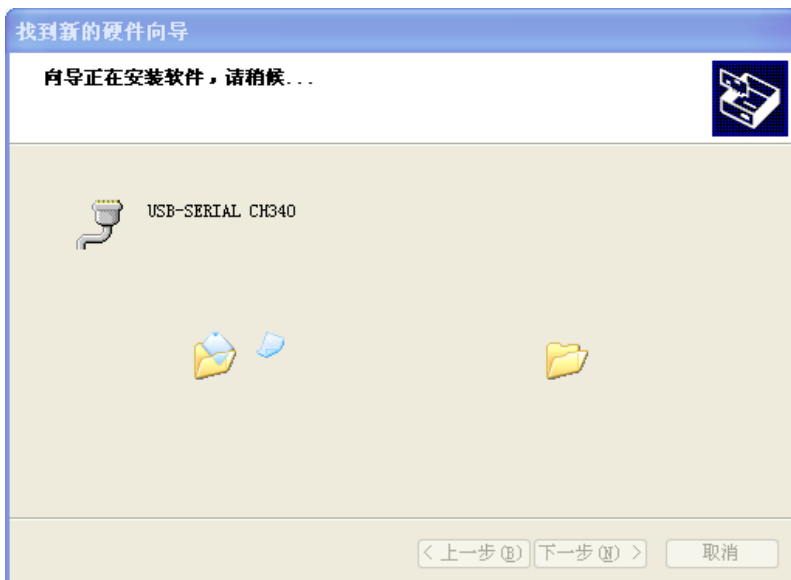 找到新的硬件向导
向导正在安装软件，请稍候...
USB-SERIAL CH340
< 上一步(B) 下一步(N) > 取消